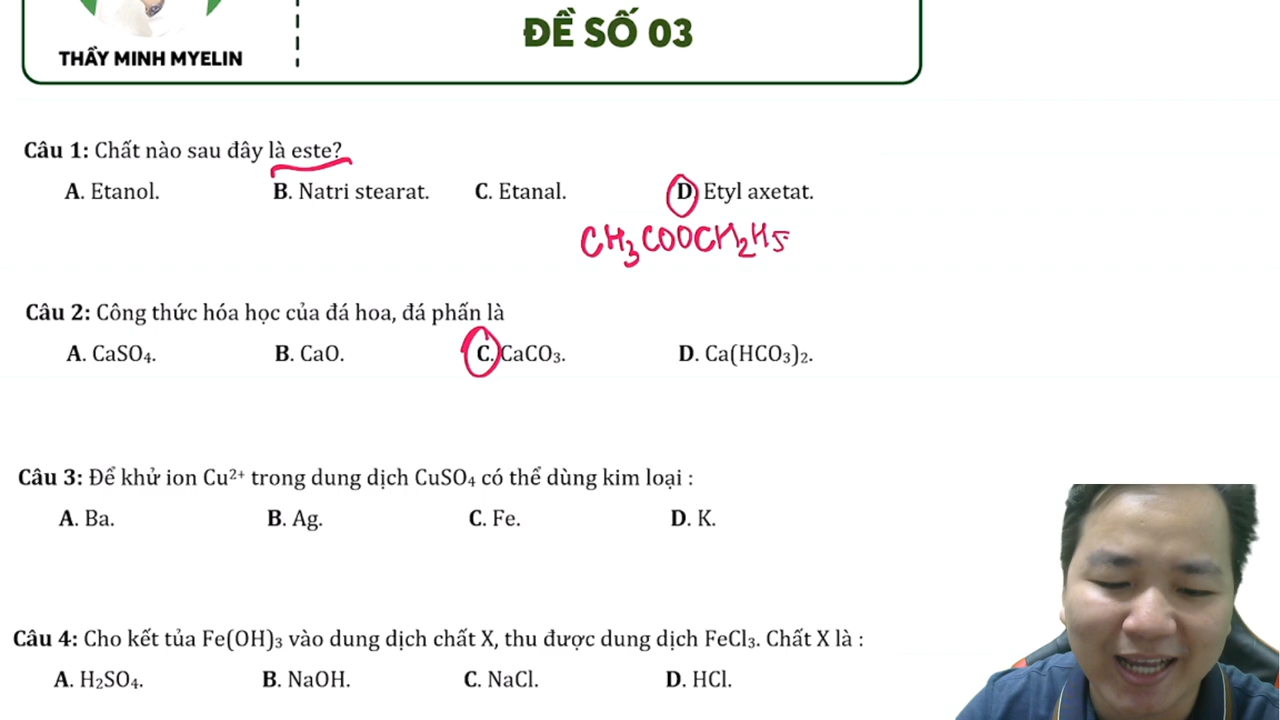 THẦY MINH MYELIN
ĐỀ SỐ 03
Câu 1: Chất nào sau đây là este?
A. Etanol. B. Natri stearat. C. Etanal. D. Etyl axetat.
CH3COOCH2H5
Câu 2: Công thức hóa học của đá hoa, đá phấn là
A. CaSO₄. B. CaO. C. CaCO₃. D. Ca(HCO₃)₂.
Câu 3: Để khử ion Cu²⁺ trong dung dịch CuSO₄ có thể dùng kim loại :
A. Ba. B. Ag. C. Fe. D. K.
Câu 4: Cho kết tủa Fe(OH)₃ vào dung dịch chất X, thu được dung dịch FeCl₃. Chất X là :
A. H₂SO₄. B. NaOH. C. NaCl. D. HCl.